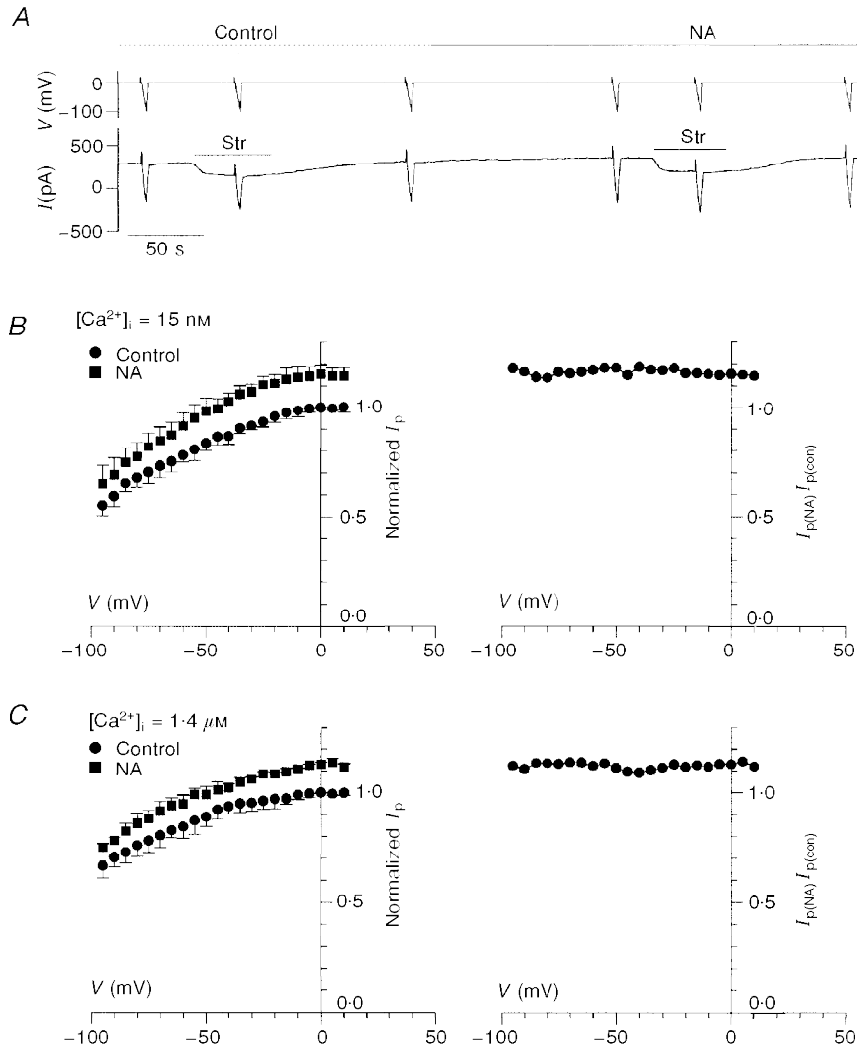 A
Control NA
V (mV)
0
−100
Str Str
I(pA)
500
0
−500
50 s
B
[Ca²⁺]ᵢ = 15 nM
Control
NA
Normalized Iₚ
1·0
0·5
0·0
V (mV)
−100 −50 0 50
Iₚ(NA) Iₚ(con)
1·0
0·5
0·0
V (mV)
−100 −50 0 50
C
[Ca²⁺]ᵢ = 1·4 μM
Control
NA
Normalized Iₚ
1·0
0·5
0·0
V (mV)
−100 −50 0 50
Iₚ(NA) Iₚ(con)
1·0
0·5
0·0
V (mV)
−100 −50 0 50